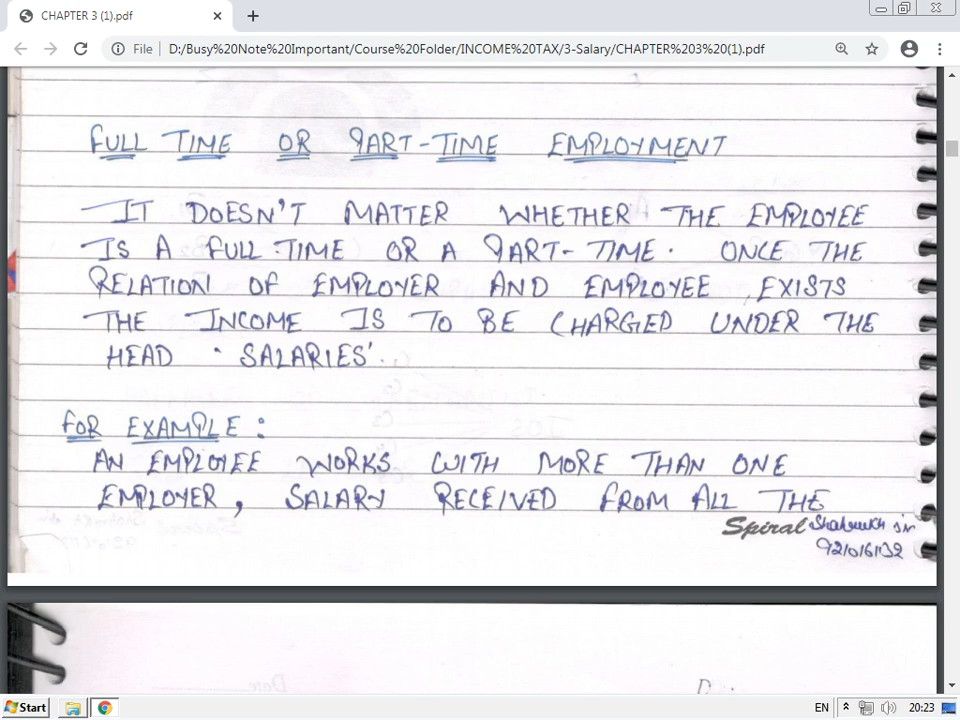 CHAPTER 3 (1).pdf
File D:/Busy%20Note%20Important/Course%20Folder/INCOME%20TAX/3-Salary/CHAPTER%203%20(1).pdf
FULL TIME OR PART-TIME EMPLOYMENT
IT DOESN'T MATTER WHETHER THE EMPLOYEE
IS A FULL-TIME OR A PART-TIME. ONCE THE
RELATION OF EMPLOYER AND EMPLOYEE EXISTS
THE INCOME IS TO BE CHARGED UNDER THE
HEAD 'SALARIES'.
FOR EXAMPLE:
AN EMPLOYEE WORKS WITH MORE THAN ONE
EMPLOYER, SALARY RECEIVED FROM ALL THE
Spiral Shahrukh sir
Start
EN 20:23